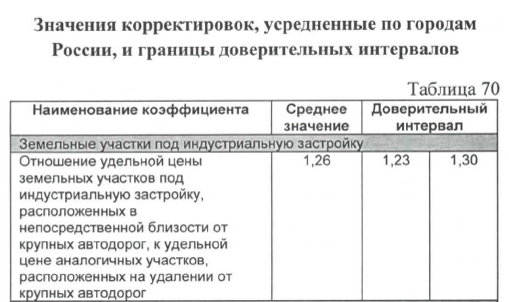 Значения корректировок, усредненные по городам
России, и границы доверительных интервалов
Таблица 70
Наименование коэффициента Среднее значение Доверительный интервал
Земельные участки под индустриальную застройку
Отношение удельной цены 1,26 1,23 1,30
земельных участков под
индустриальную застройку,
расположенных в
непосредственной близости от
крупных автодорог, к удельной
цене аналогичных участков,
расположенных на удалении от
крупных автодорог